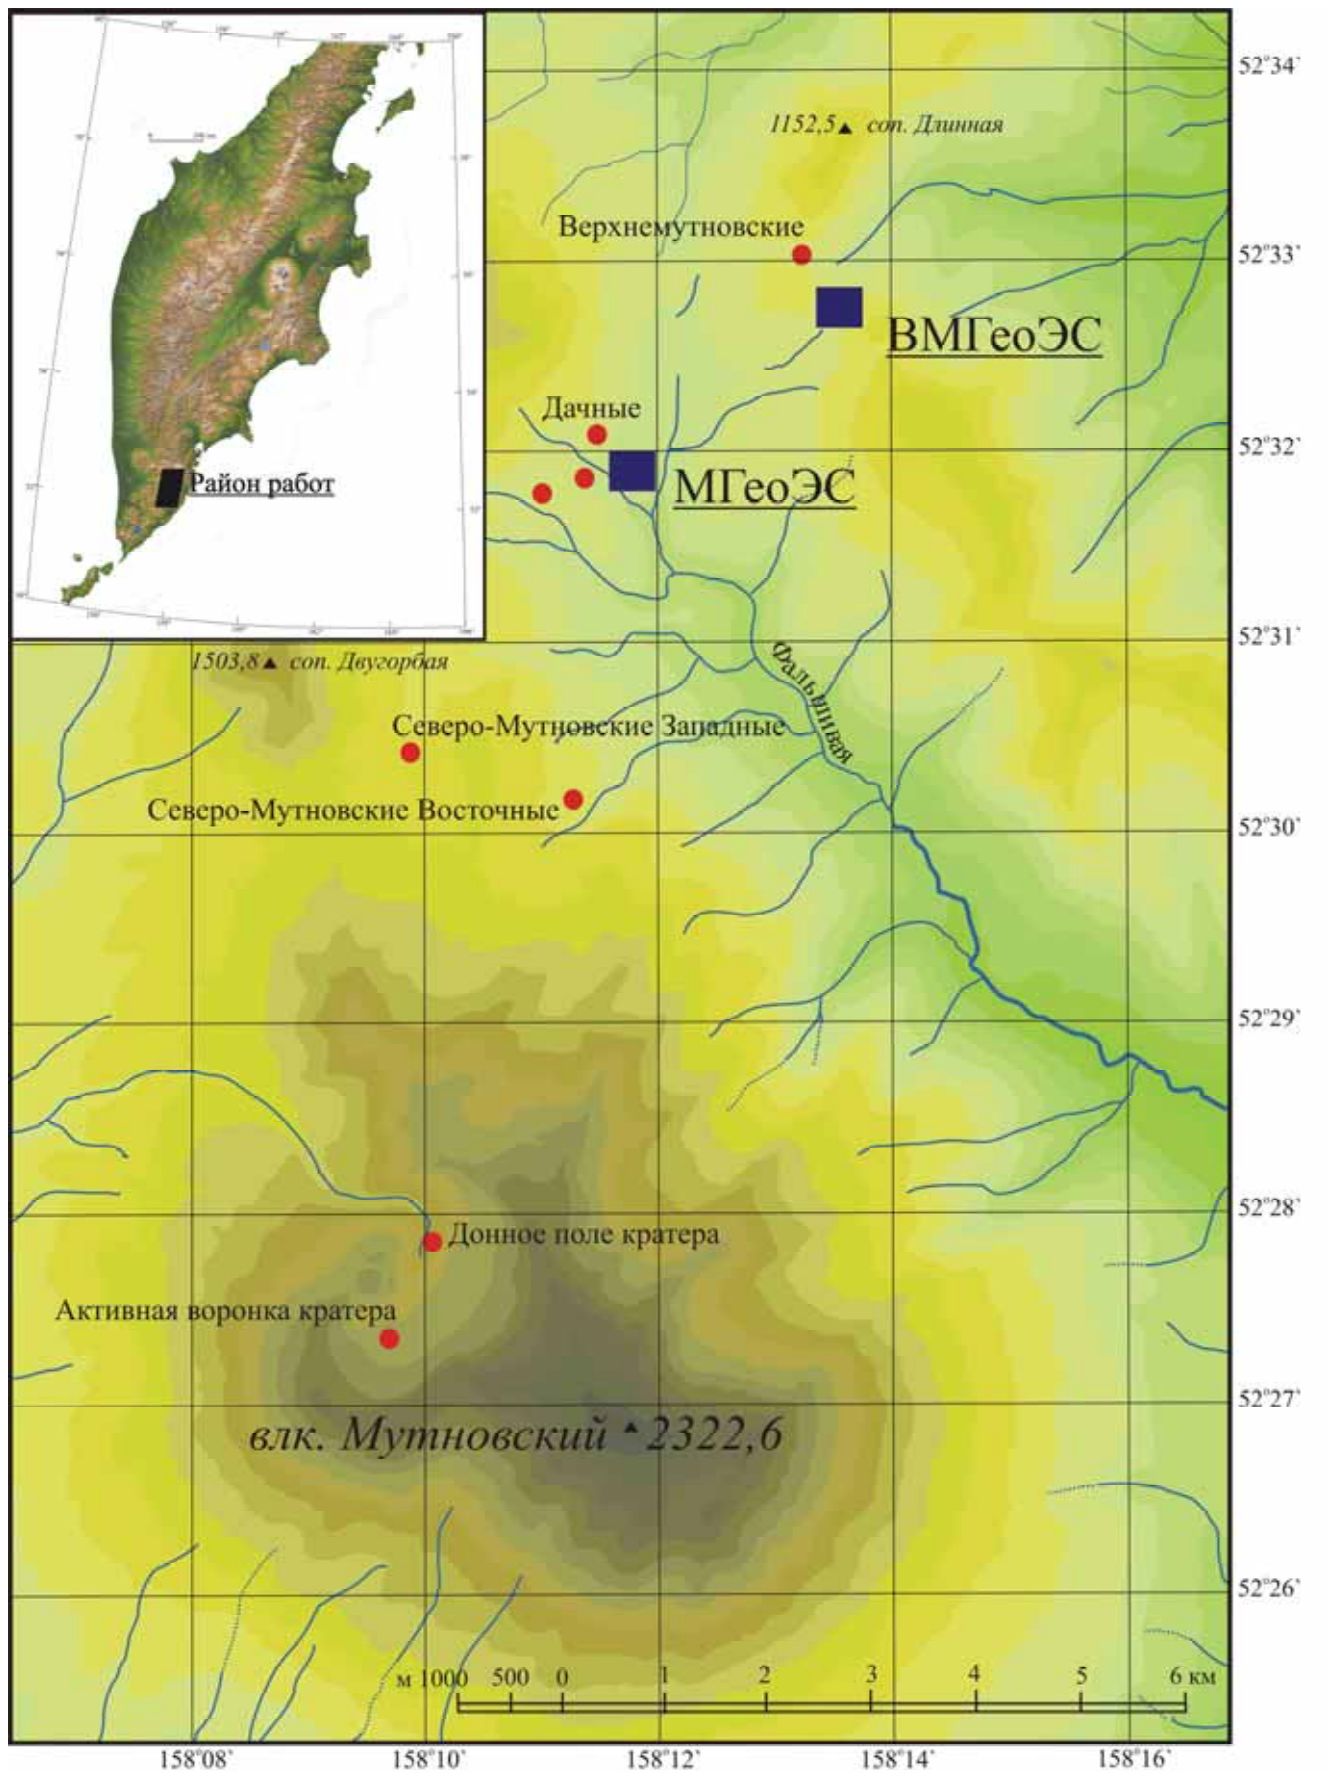 52°34'
1152,5 соп. Длинная
Верхнемутновские
52°33'
ВМГеоЭС
Дачные
52°32'
МГеоЭС
Район работ
52°31'
1503,8 соп. Двугорбая
Фальшивая
Северо-Мутновские Западные
Северо-Мутновские Восточные
52°30'
52°29'
52°28'
Донное поле кратера
Активная воронка кратера
52°27'
влк. Мутновский 2322,6
52°26'
м 1000 500 0 1 2 3 4 5 6 км
158°08' 158°10' 158°12' 158°14' 158°16'